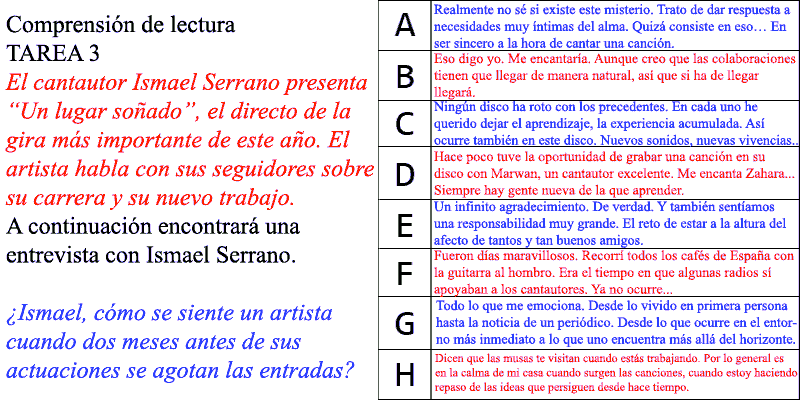 Comprensión de lectura
TAREA 3
El cantautor Ismael Serrano presenta
“Un lugar soñado”, el directo de la
gira más importante de este año. El
artista habla con sus seguidores sobre
su carrera y su nuevo trabajo.
A continuación encontrará una
entrevista con Ismael Serrano.
¿Ismael, cómo se siente un artista
cuando dos meses antes de sus
actuaciones se agotan las entradas?
A
Realmente no sé si existe este misterio. Trato de dar respuesta a
necesidades muy íntimas del alma. Quizá consiste en eso… En
ser sincero a la hora de cantar una canción.
B
Eso digo yo. Me encantaría. Aunque creo que las colaboraciones
tienen que llegar de manera natural, así que si ha de llegar
llegará.
C
Ningún disco ha roto con los precedentes. En cada uno he
querido dejar el aprendizaje, la experiencia acumulada. Así
ocurre también en este disco. Nuevos sonidos, nuevas vivencias..
D
Hace poco tuve la oportunidad de grabar una canción en su
disco con Marwan, un cantautor excelente. Me encanta Zahara...
Siempre hay gente nueva de la que aprender.
E
Un infinito agradecimiento. De verdad. Y también sentíamos
una responsabilidad muy grande. El reto de estar a la altura del
afecto de tantos y tan buenos amigos.
F
Fueron días maravillosos. Recorrí todos los cafés de España con
la guitarra al hombro. Era el tiempo en que algunas radios sí
apoyaban a los cantautores. Ya no ocurre...
G
Todo lo que me emociona. Desde lo vivido en primera persona
hasta la noticia de un periódico. Desde lo que ocurre en el entor-
no más inmediato a lo que uno encuentra más allá del horizonte.
H
Dicen que las musas te visitan cuando estás trabajando. Por lo general es
en la calma de mi casa cuando surgen las canciones, cuando estoy haciendo
repaso de las ideas que persiguen desde hace tiempo.